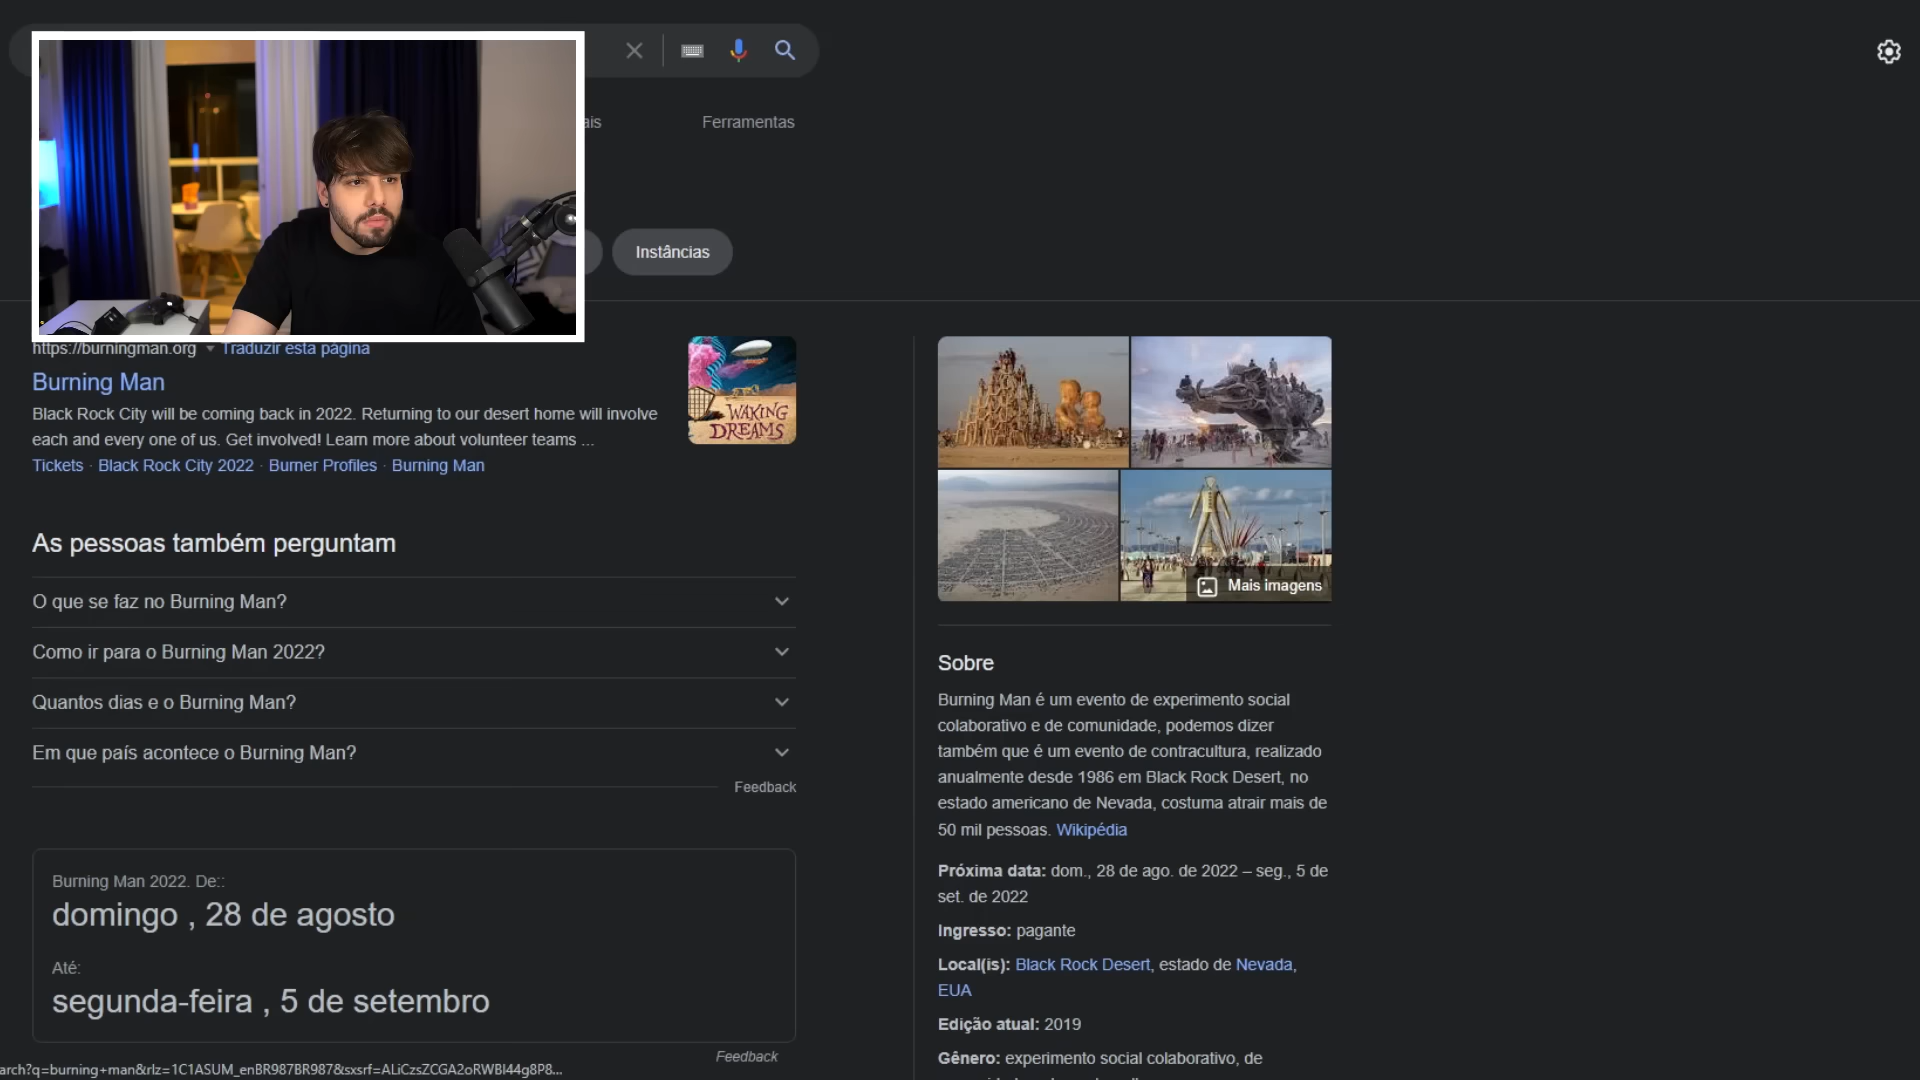 ais
Ferramentas
Instâncias
https://burningman.org
Traduzir esta página
Burning Man
Black Rock City will be coming back in 2022. Returning to our desert home will involve
each and every one of us. Get involved! Learn more about volunteer teams ...
Tickets · Black Rock City 2022 · Burner Profiles · Burning Man
WAKING
DREAMS
As pessoas também perguntam
O que se faz no Burning Man?
Como ir para o Burning Man 2022?
Quantos dias e o Burning Man?
Em que país acontece o Burning Man?
Feedback
Burning Man 2022. De::
domingo , 28 de agosto
Até:
segunda-feira , 5 de setembro
Feedback
arch?q=burning+man&rlz=1C1ASUM_enBR987BR987&sxsrf=ALiCzsZCGA2oRWBl44g8P8...
Mais imagens
Sobre
Burning Man é um evento de experimento social
colaborativo e de comunidade, podemos dizer
também que é um evento de contracultura, realizado
anualmente desde 1986 em Black Rock Desert, no
estado americano de Nevada, costuma atrair mais de
50 mil pessoas. Wikipédia
Próxima data: dom., 28 de ago. de 2022 – seg., 5 de
set. de 2022
Ingresso: pagante
Local(is): Black Rock Desert, estado de Nevada,
EUA
Edição atual: 2019
Gênero: experimento social colaborativo, de